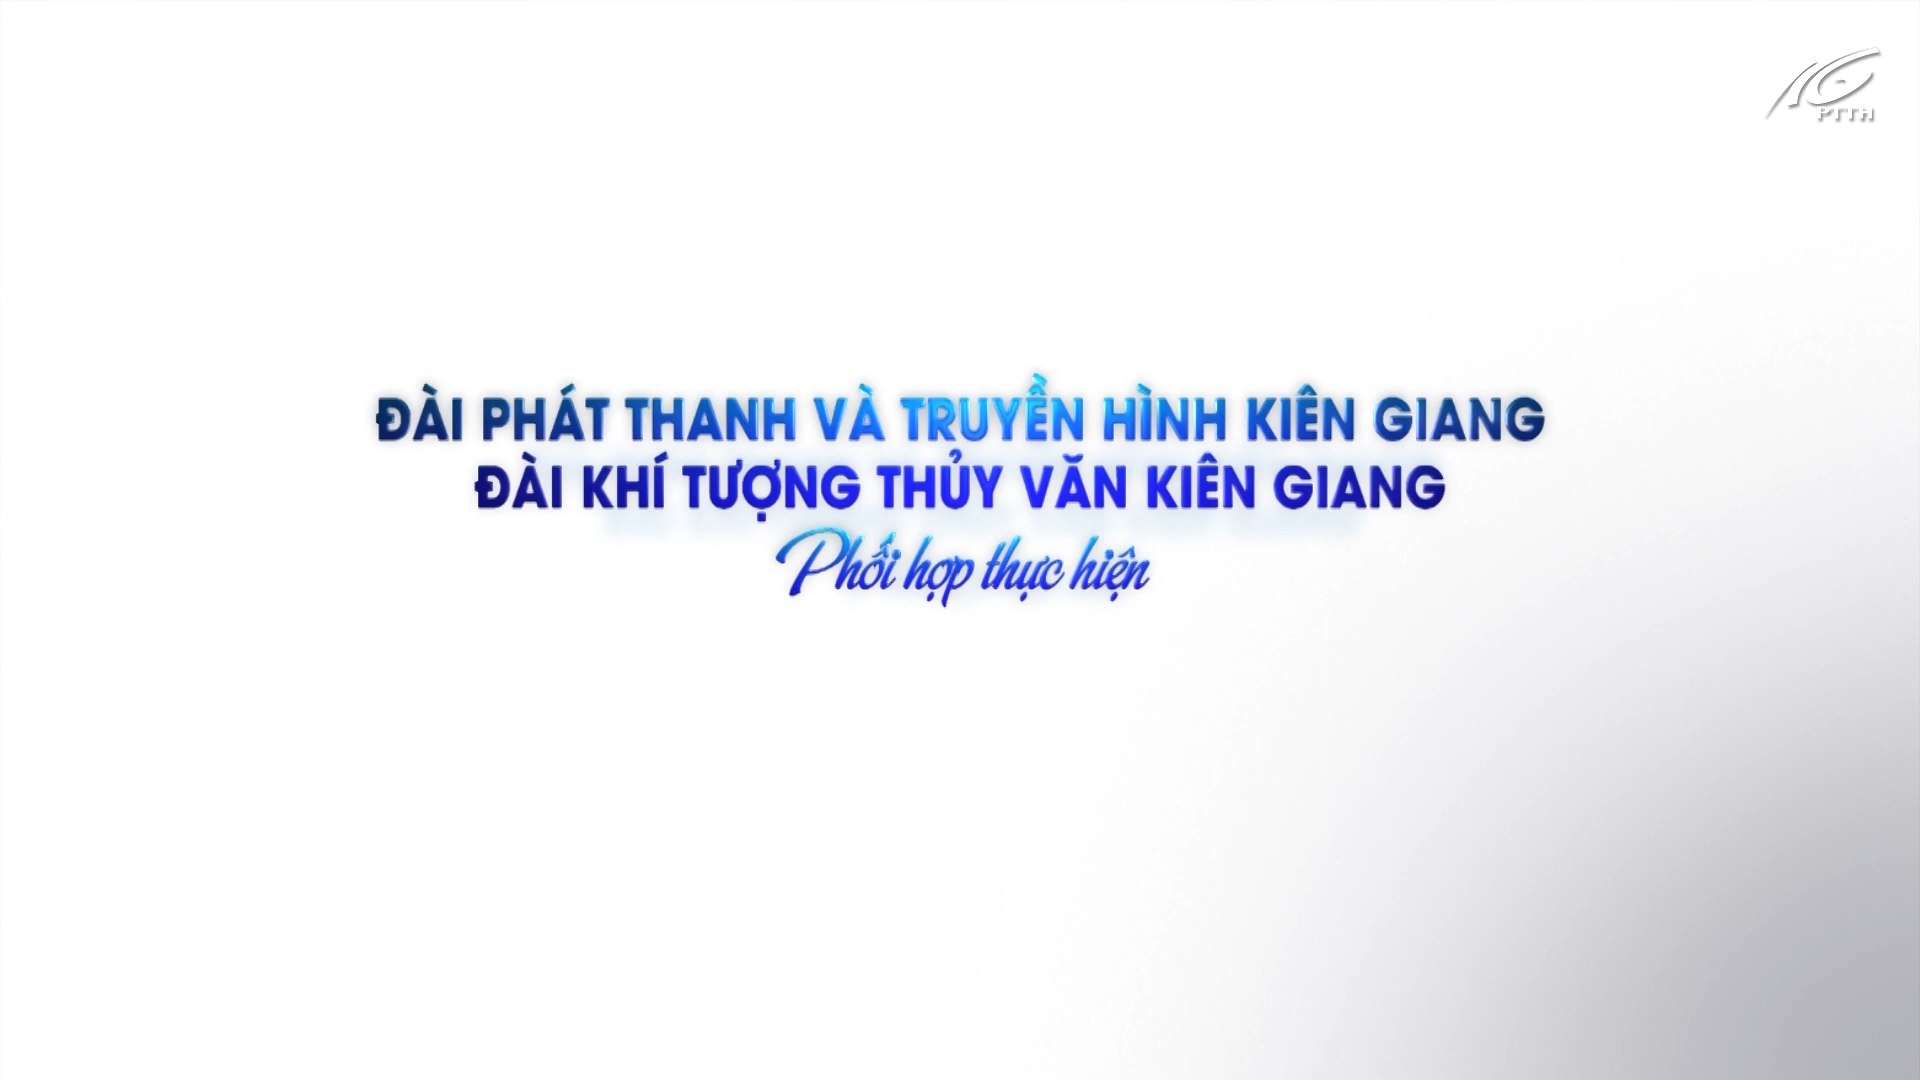 PTTH
ĐÀI PHÁT THANH VÀ TRUYỀN HÌNH KIÊN GIANG
ĐÀI KHÍ TƯỢNG THỦY VĂN KIÊN GIANG
Phối hợp thực hiện